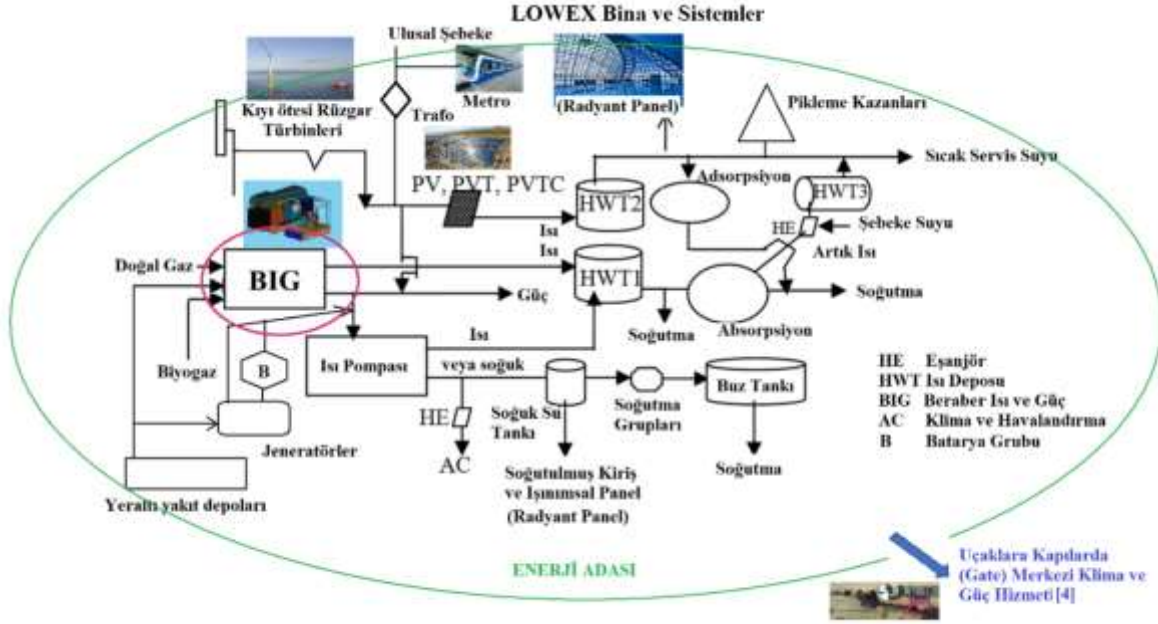 LOWEX Bina ve Sistemler
Ulusal Şebeke
Kıyı ötesi Rüzgar
Türbinleri
Metro
Trafo
(Radyant Panel)
Pikleme Kazanları
PV, PVT, PVTC
HWT2
Adsorpsiyon
Sıcak Servis Suyu
HWT3
HE
Şebeke Suyu
Artık Isı
Isı
Isı
Doğal Gaz
BIG
HWT1
Güç
Soğutma
Absorpsiyon
Soğutma
Biyogaz
B
Isı Pompası
Isı
veya soğuk
HE
AC
Soğuk Su
Tankı
Soğutma
Grupları
Buz Tankı
Jeneratörler
Soğutulmuş Kiriş
ve Işınımsal Panel
(Radyant Panel)
Soğutma
Yeraltı yakıt depoları
HE Eşanjör
HWT Isı Deposu
BIG Beraber Isı ve Güç
AC Klima ve Havalandırma
B Batarya Grubu
ENERJİ ADASI
Uçaklara Kapılarda
(Gate) Merkezi Klima ve
Güç Hizmeti [4]